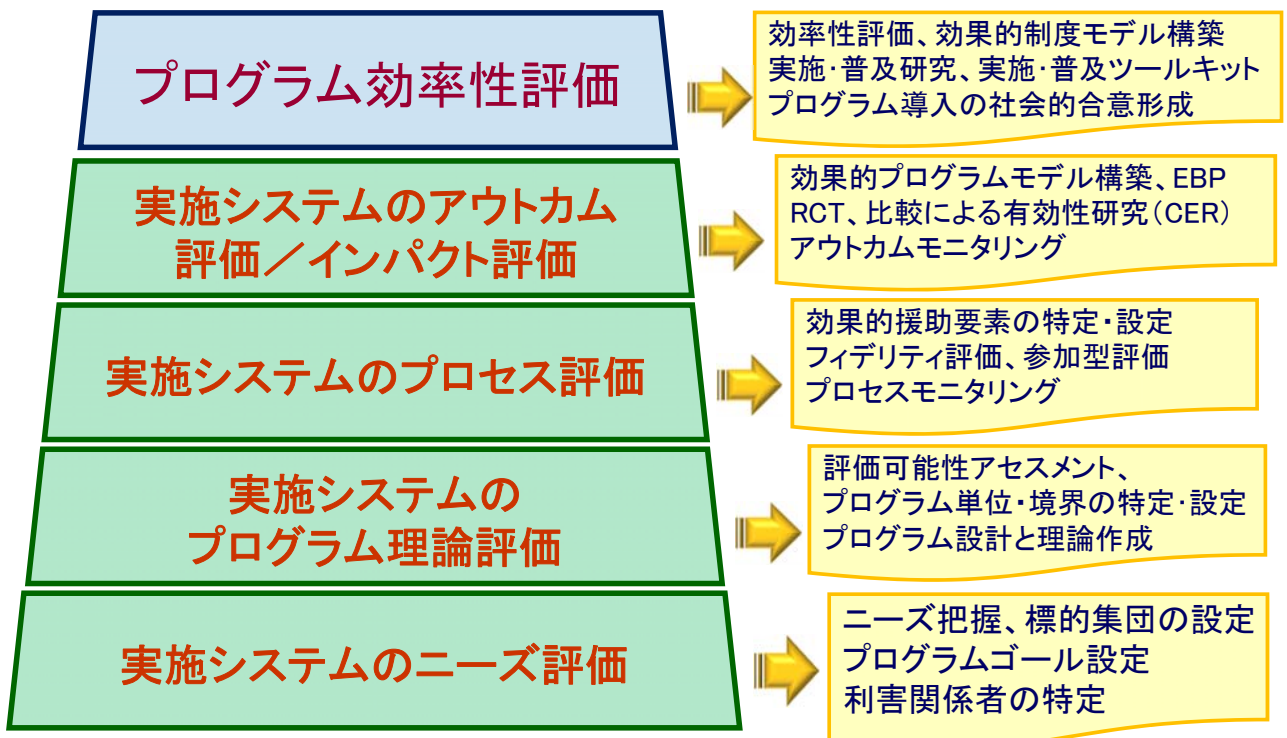 プログラム効率性評価
効率性評価、効果的制度モデル構築
実施・普及研究、実施・普及ツールキット
プログラム導入の社会的合意形成
実施システムのアウトカム
評価／インパクト評価
効果的プログラムモデル構築、EBP
RCT、比較による有効性研究（CER）
アウトカムモニタリング
実施システムのプロセス評価
効果的援助要素の特定・設定
フィデリティ評価、参加型評価
プロセスモニタリング
実施システムの
プログラム理論評価
評価可能性アセスメント、
プログラム単位・境界の特定・設定
プログラム設計と理論作成
実施システムのニーズ評価
ニーズ把握、標的集団の設定
プログラムゴール設定
利害関係者の特定